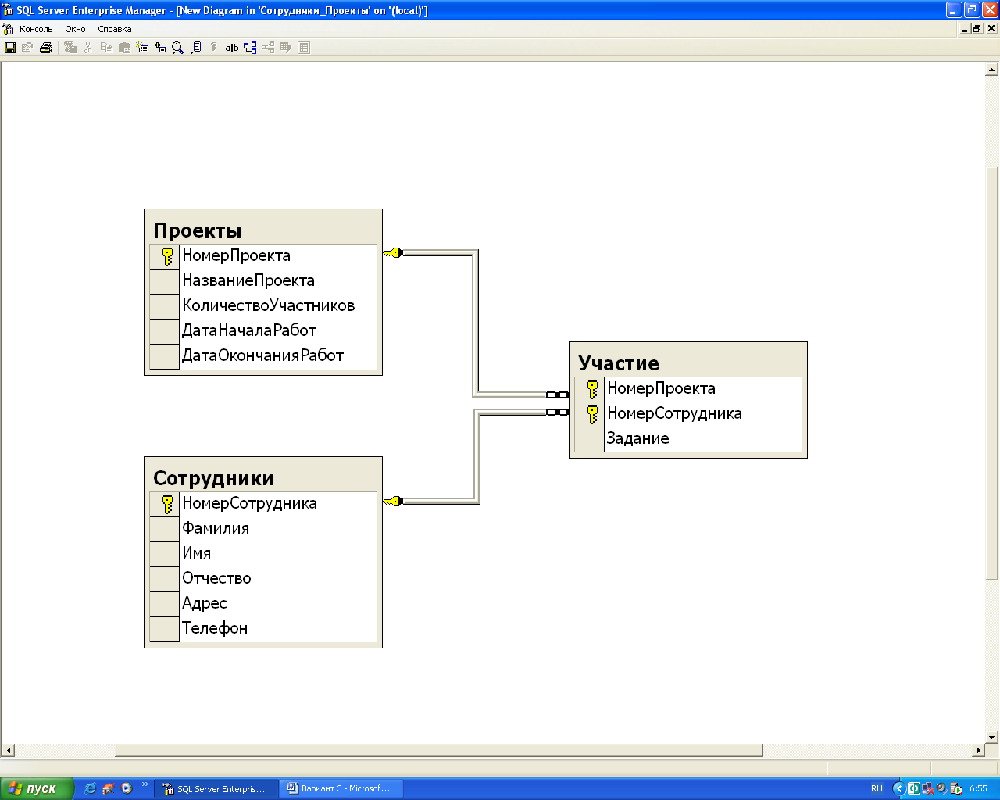 SQL Server Enterprise Manager - [New Diagram in 'Сотрудники_Проекты' on '(local)']
Консоль Окно Справка
ab
Проекты
НомерПроекта
НазваниеПроекта
КоличествоУчастников
ДатаНачалаРабот
ДатаОкончанияРабот
Участие
НомерПроекта
НомерСотрудника
Задание
Сотрудники
НомерСотрудника
Фамилия
Имя
Отчество
Адрес
Телефон
пуск SQL Server Enterpris... Вариант 3 - Microsof... RU 6:55